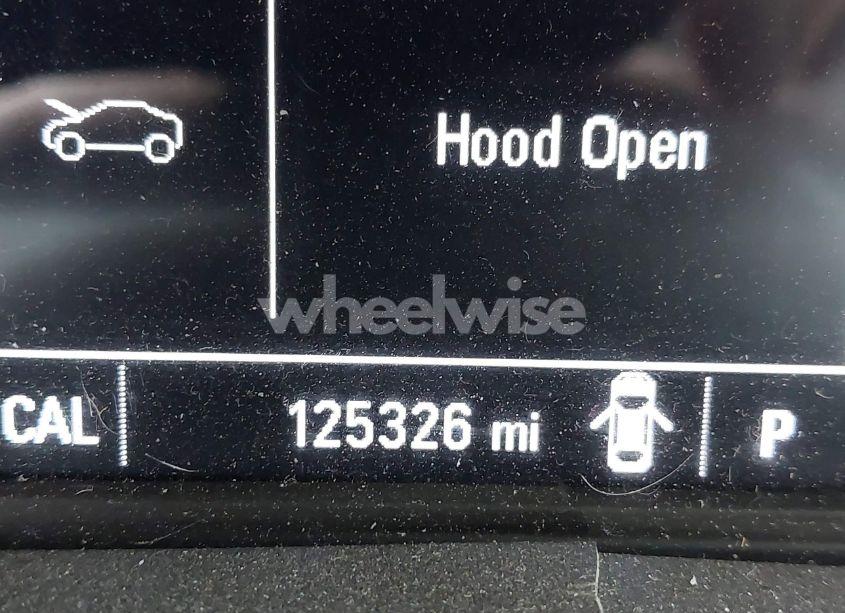 Hood Open
wheelwise
CAL 125326 mi P